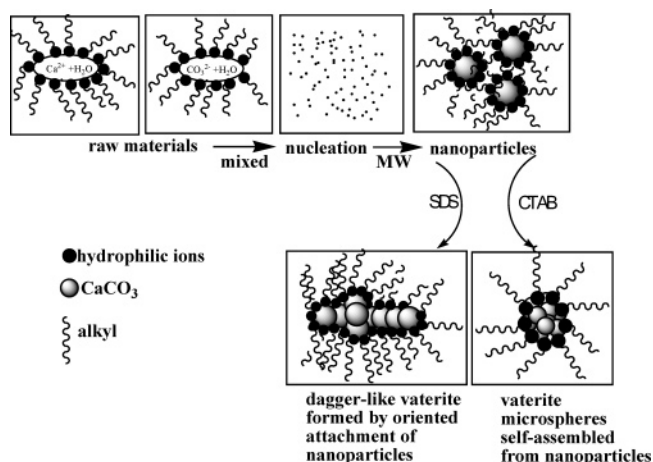 Ca²⁺ +H₂O
CO₃²⁻ +H₂O
raw materials
mixed
nucleation
MW
nanoparticles
SDS
CTAB
hydrophilic ions
CaCO₃
alkyl
dagger-like vaterite
formed by oriented
attachment of
nanoparticles
vaterite
microspheres
self-assembled
from nanoparticles